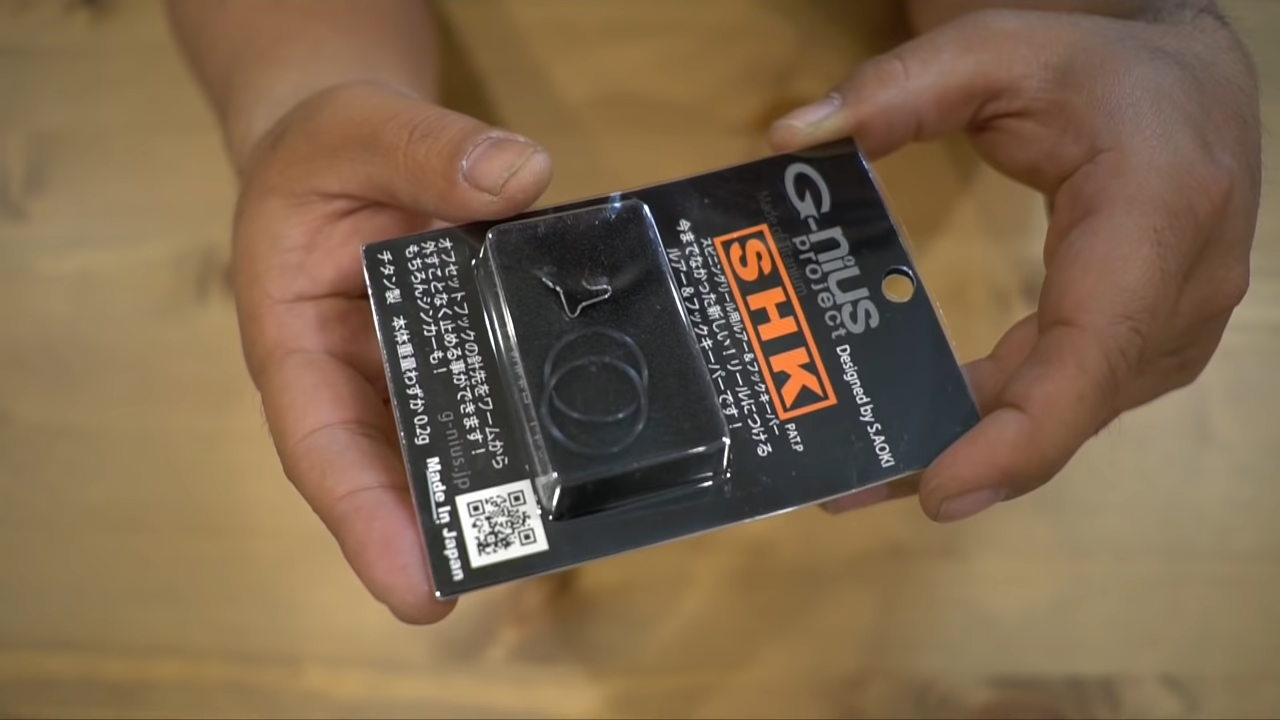 G-nius
project
Designed by S.AOKI
Made of Titanium
SHK
PAT.P
スピニングリール用ルアー&フックキーパー
今までなかった新しい!リールにつける
ルアー&フックキーパーです!
オフセットフックの針先をワームから
外すことなく止める事ができます!
もちろんシンカーも!
g-nius.jp
チタン製 本体重量わずか0.2g
Made In Japan